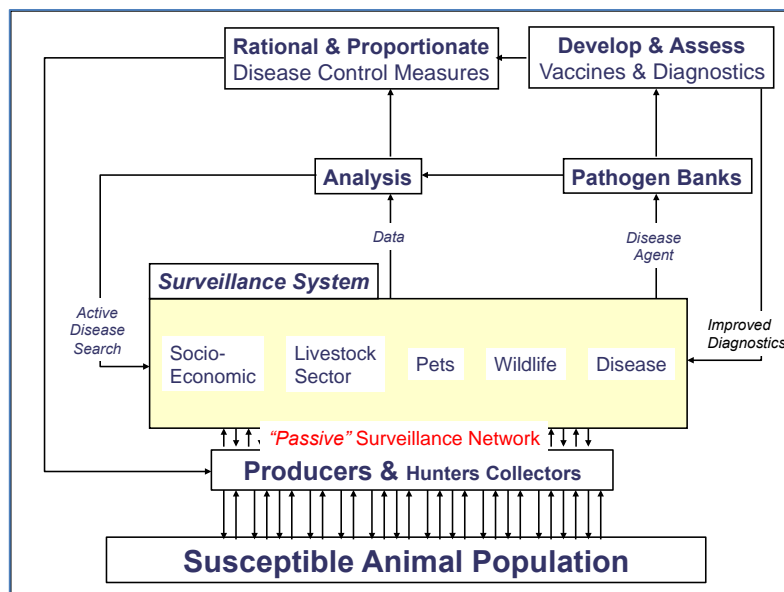 Rational & Proportionate
Disease Control Measures
Develop & Assess
Vaccines & Diagnostics
Analysis
Pathogen Banks
Data
Disease
Agent
Surveillance System
Active
Disease
Search
Improved
Diagnostics
Socio-
Economic
Livestock
Sector
Pets
Wildlife
Disease
“Passive” Surveillance Network
Producers & Hunters Collectors
Susceptible Animal Population